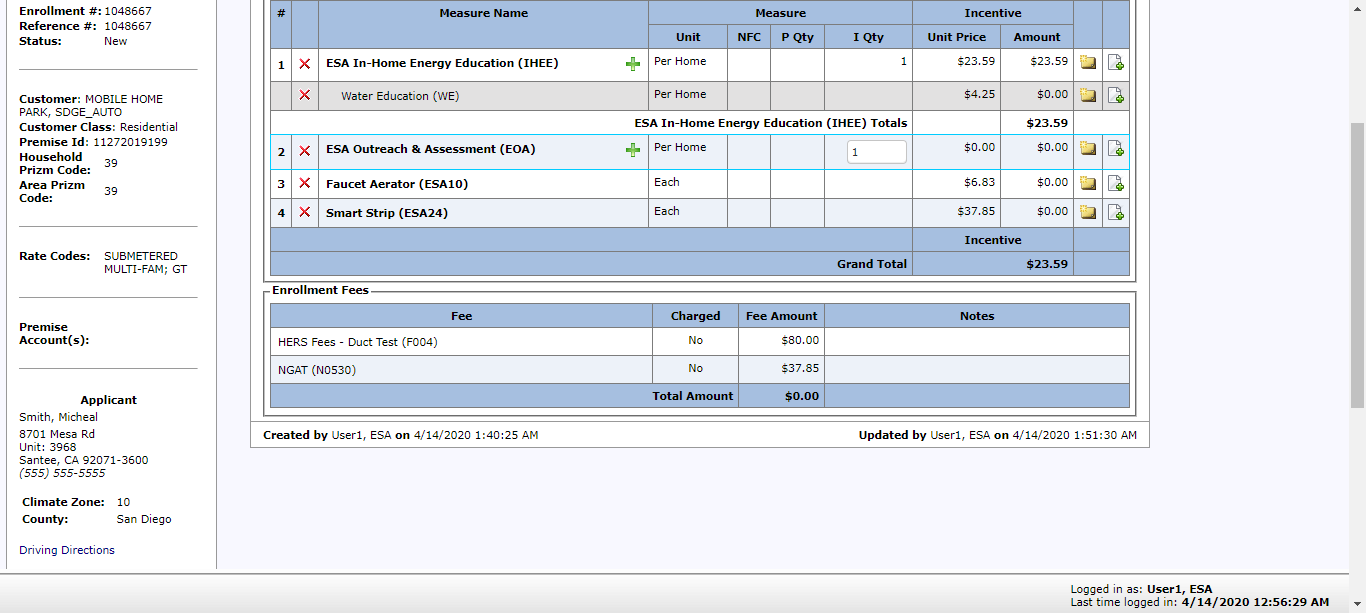 Enrollment #: 1048667
Reference #: 1048667
Status: New
Customer: MOBILE HOME
PARK, SDGE_AUTO
Customer Class: Residential
Premise Id: 11272019199
Household
Prizm Code: 39
Area Prizm
Code: 39
Rate Codes: SUBMETERED
MULTI-FAM; GT
Premise
Account(s):
Applicant
Smith, Micheal
8701 Mesa Rd
Unit: 3968
Santee, CA 92071-3600
(555) 555-5555
Climate Zone: 10
County: San Diego
Driving Directions
# Measure Name Measure Incentive
Unit NFC P Qty I Qty Unit Price Amount
1 ESA In-Home Energy Education (IHEE) Per Home 1 $23.59 $23.59
Water Education (WE) Per Home $4.25 $0.00
ESA In-Home Energy Education (IHEE) Totals $23.59
2 ESA Outreach & Assessment (EOA) Per Home 1 $0.00 $0.00
3 Faucet Aerator (ESA10) Each $6.83 $0.00
4 Smart Strip (ESA24) Each $37.85 $0.00
Incentive
Grand Total $23.59
Enrollment Fees
Fee Charged Fee Amount Notes
HERS Fees - Duct Test (F004) No $80.00
NGAT (N0530) No $37.85
Total Amount $0.00
Created by User1, ESA on 4/14/2020 1:40:25 AM Updated by User1, ESA on 4/14/2020 1:51:30 AM
Logged in as: User1, ESA
Last time logged in: 4/14/2020 12:56:29 AM